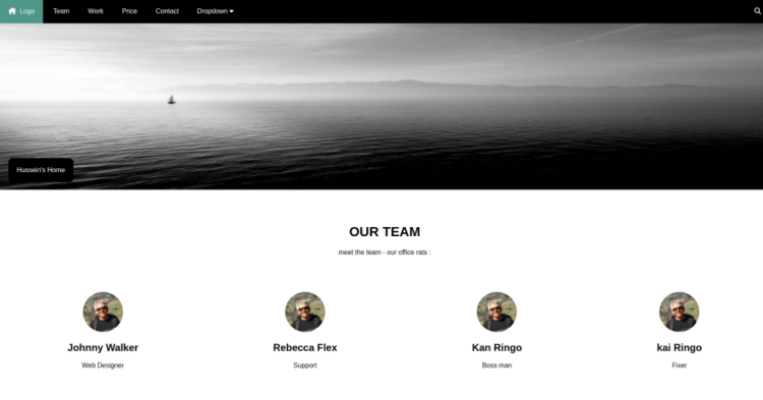 Logo Team Work Price Contact Dropdown
Hussein's Home
OUR TEAM
meet the team - our office rats :
Johnny Walker Rebecca Flex Kan Ringo kai Ringo
Web Designer Support Boss man Fixer